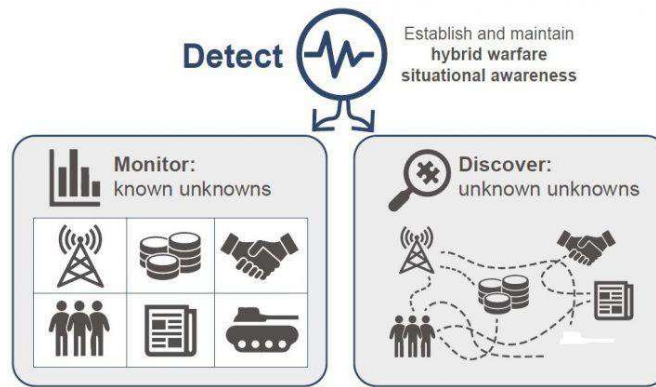 Detect
Establish and maintain
hybrid warfare
situational awareness
Monitor:
known unknowns
Discover:
unknown unknowns